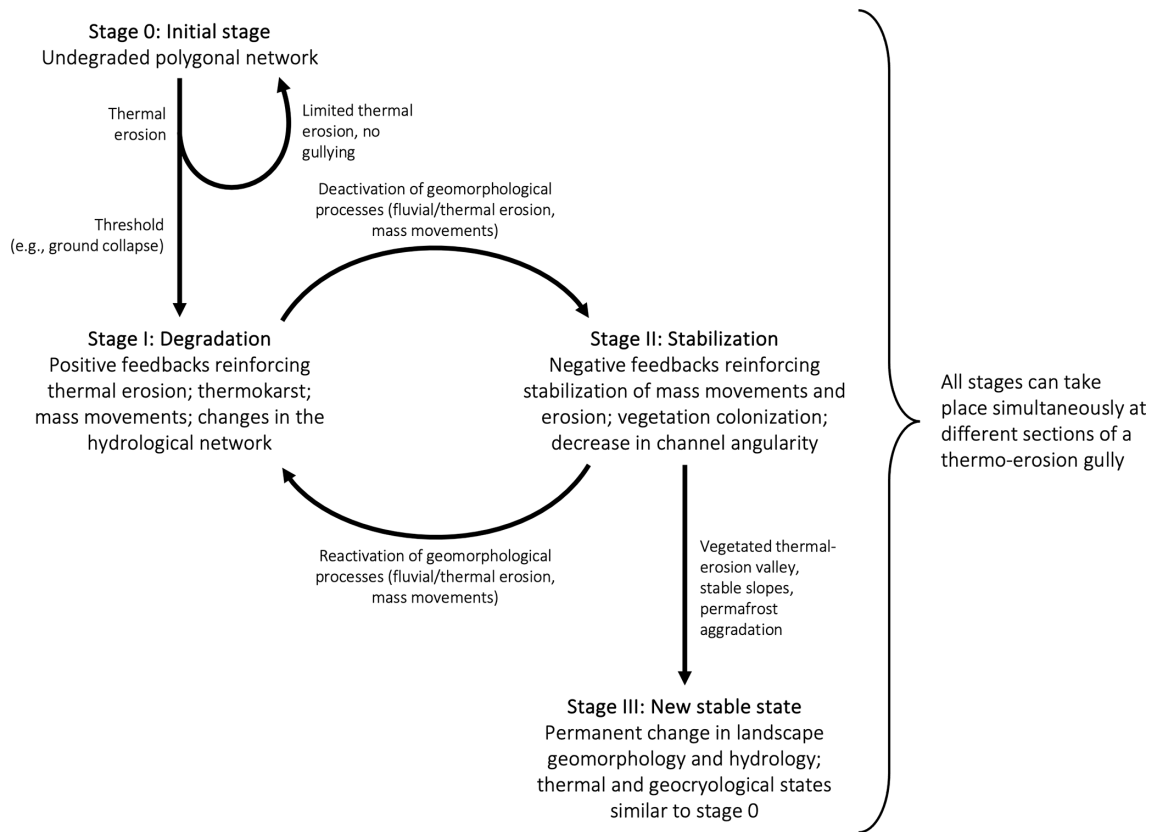 Stage 0: Initial stage
Undegraded polygonal network
Thermal
erosion
Limited thermal
erosion, no
gullying
Threshold
(e.g., ground collapse)
Deactivation of geomorphological
processes (fluvial/thermal erosion,
mass movements)
Stage I: Degradation
Positive feedbacks reinforcing
thermal erosion; thermokarst;
mass movements; changes in the
hydrological network
Stage II: Stabilization
Negative feedbacks reinforcing
stabilization of mass movements and
erosion; vegetation colonization;
decrease in channel angularity
Reactivation of geomorphological
processes (fluvial/thermal erosion,
mass movements)
Vegetated thermal-
erosion valley,
stable slopes,
permafrost
aggradation
Stage III: New stable state
Permanent change in landscape
geomorphology and hydrology;
thermal and geocryological states
similar to stage 0
All stages can take
place simultaneously at
different sections of a
thermo-erosion gully